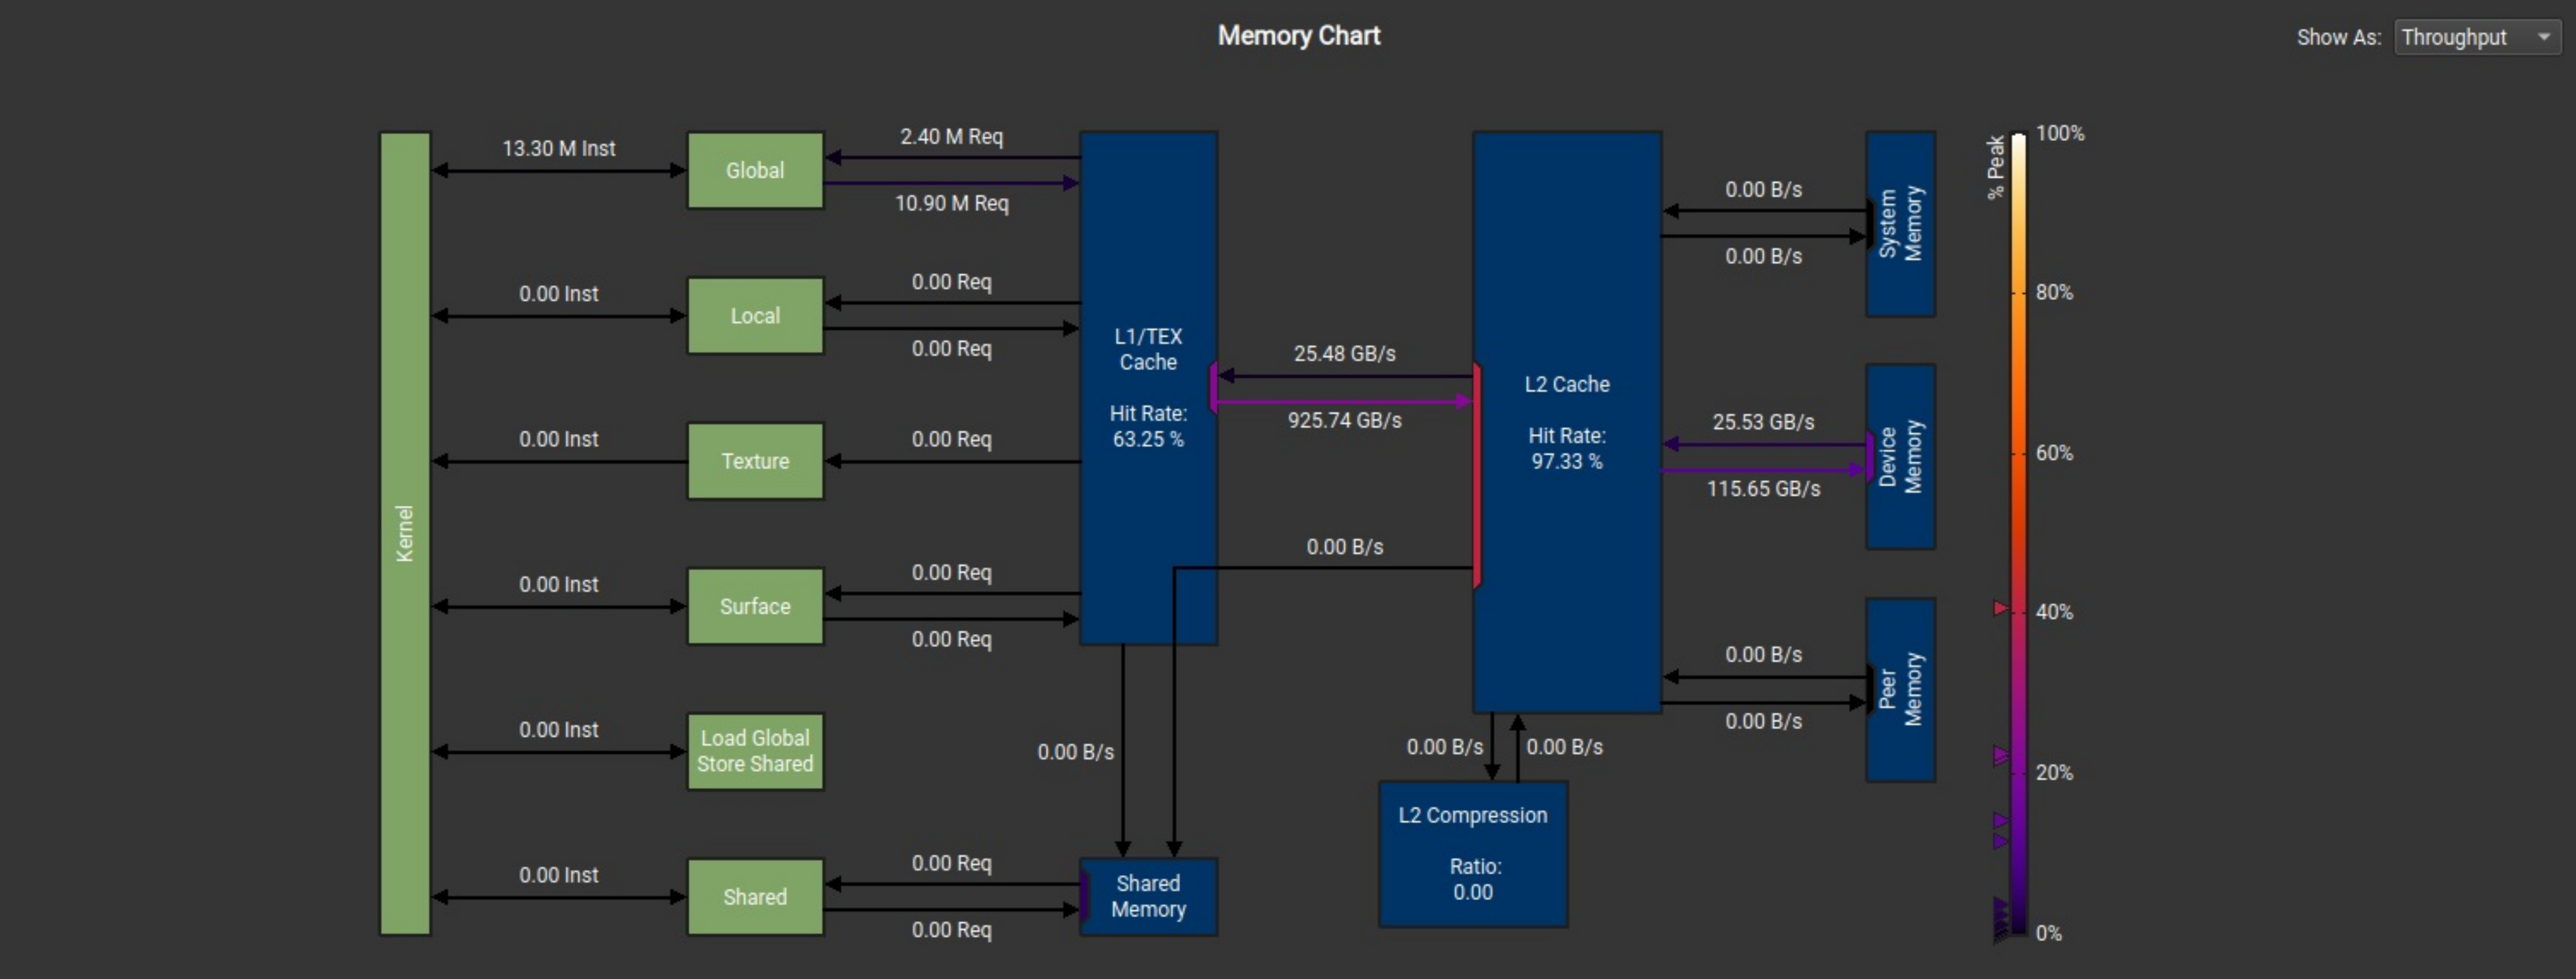 Memory Chart
Show As: Throughput
Kernel
13.30 M Inst
Global
2.40 M Req
10.90 M Req
0.00 Inst
Local
0.00 Req
0.00 Req
0.00 Inst
Texture
0.00 Req
0.00 Inst
Surface
0.00 Req
0.00 Req
0.00 Inst
Load Global
Store Shared
0.00 Inst
Shared
0.00 Req
0.00 Req
L1/TEX
Cache
Hit Rate:
63.25 %
0.00 B/s
Shared
Memory
25.48 GB/s
925.74 GB/s
0.00 B/s
L2 Cache
Hit Rate:
97.33 %
0.00 B/s
0.00 B/s
L2 Compression
Ratio:
0.00
0.00 B/s
0.00 B/s
System
Memory
25.53 GB/s
115.65 GB/s
Device
Memory
0.00 B/s
0.00 B/s
Peer
Memory
% Peak
100%
80%
60%
40%
20%
0%